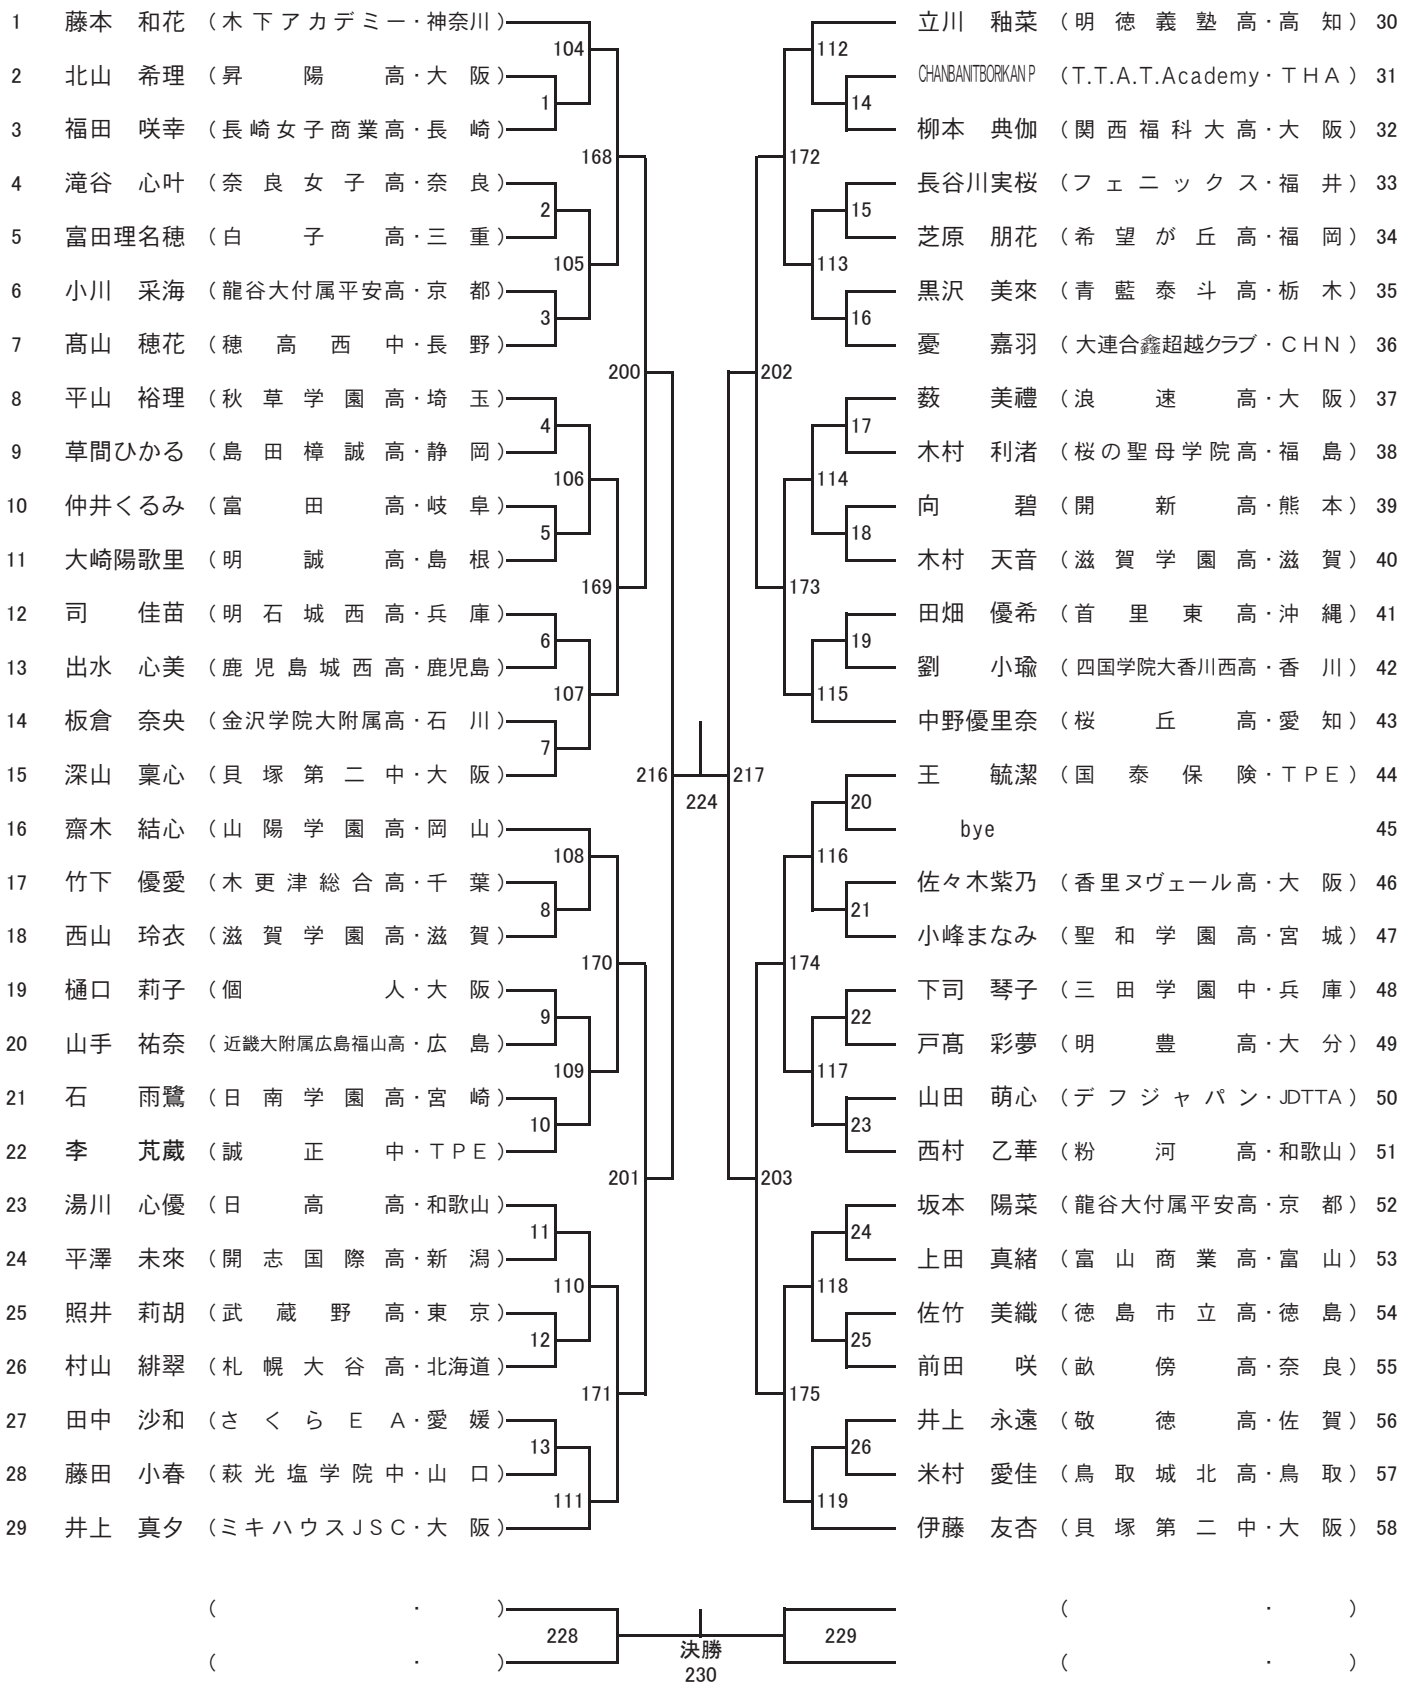 1 藤本 和花 (木下アカデミー・神奈川)
2 北山 希理 (昇陽高・大阪)
3 福田 咲幸 (長崎女子商業高・長崎)
4 滝谷 心叶 (奈良女子高・奈良)
5 富田理名穂 (白子高・三重)
6 小川 采海 (龍谷大付属平安高・京都)
7 髙山 穂花 (穂高西中・長野)
8 平山 裕理 (秋草学園高・埼玉)
9 草間ひかる (島田樟誠高・静岡)
10 仲井くるみ (富田高・岐阜)
11 大崎陽歌里 (明誠高・島根)
12 司 佳苗 (明石城西高・兵庫)
13 出水 心美 (鹿児島城西高・鹿児島)
14 板倉 奈央 (金沢学院大附属高・石川)
15 深山 稟心 (貝塚第二中・大阪)
16 齋木 結心 (山陽学園高・岡山)
17 竹下 優愛 (木更津総合高・千葉)
18 西山 玲衣 (滋賀学園高・滋賀)
19 樋口 莉子 (個人・大阪)
20 山手 祐奈 (近畿大附属広島福山高・広島)
21 石 雨鷺 (日南学園高・宮崎)
22 李 芃葳 (誠正中・TPE)
23 湯川 心優 (日高高・和歌山)
24 平澤 未來 (開志国際高・新潟)
25 照井 莉胡 (武蔵野高・東京)
26 村山 緋翠 (札幌大谷高・北海道)
27 田中 沙和 (さくらEA・愛媛)
28 藤田 小春 (萩光塩学院中・山口)
29 井上 真夕 (ミキハウスJSC・大阪)
104
1
168
2
105
3
200
4
106
5
169
6
107
7
216
108
8
170
9
109
10
201
11
110
12
171
13
111
224
217
112
14
172
15
113
16
202
17
114
18
173
19
115
20
116
21
174
22
117
23
203
24
118
25
175
26
119
立川 釉菜 (明徳義塾高・高知) 30
CHANBANITBORIKAN P (T.T.A.T.Academy・THA) 31
柳本 典伽 (関西福科大高・大阪) 32
長谷川実桜 (フェニックス・福井) 33
芝原 朋花 (希望が丘高・福岡) 34
黒沢 美來 (青藍泰斗高・栃木) 35
憂 嘉羽 (大連合鑫超越クラブ・CHN) 36
薮 美禮 (浪速高・大阪) 37
木村 利渚 (桜の聖母学院高・福島) 38
向 碧 (開新高・熊本) 39
木村 天音 (滋賀学園高・滋賀) 40
田畑 優希 (首里東高・沖縄) 41
劉 小瑜 (四国学院大香川西高・香川) 42
中野優里奈 (桜丘高・愛知) 43
王 毓潔 (国泰保険・TPE) 44
bye 45
佐々木紫乃 (香里ヌヴェール高・大阪) 46
小峰まなみ (聖和学園高・宮城) 47
下司 琴子 (三田学園中・兵庫) 48
戸髙 彩夢 (明豊高・大分) 49
山田 萌心 (デフジャパン・JDTTA) 50
西村 乙華 (粉河高・和歌山) 51
坂本 陽菜 (龍谷大付属平安高・京都) 52
上田 真緒 (富山商業高・富山) 53
佐竹 美織 (徳島市立高・徳島) 54
前田 咲 (畝傍高・奈良) 55
井上 永遠 (敬徳高・佐賀) 56
米村 愛佳 (鳥取城北高・鳥取) 57
伊藤 友杏 (貝塚第二中・大阪) 58
( ・ ) ( ・ )
228 決勝 229
( ・ ) 230 ( ・ )